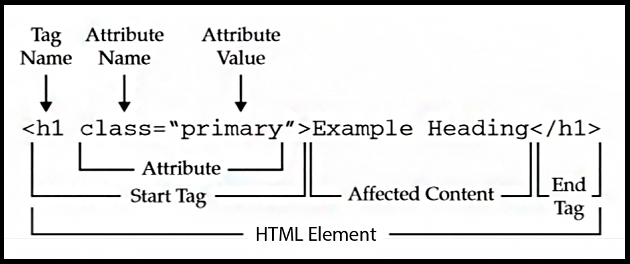 Tag Attribute Attribute
Name Name Value
<h1 class=“primary”>Example Heading</h1>
Attribute
Start Tag Affected Content End
Tag
HTML Element